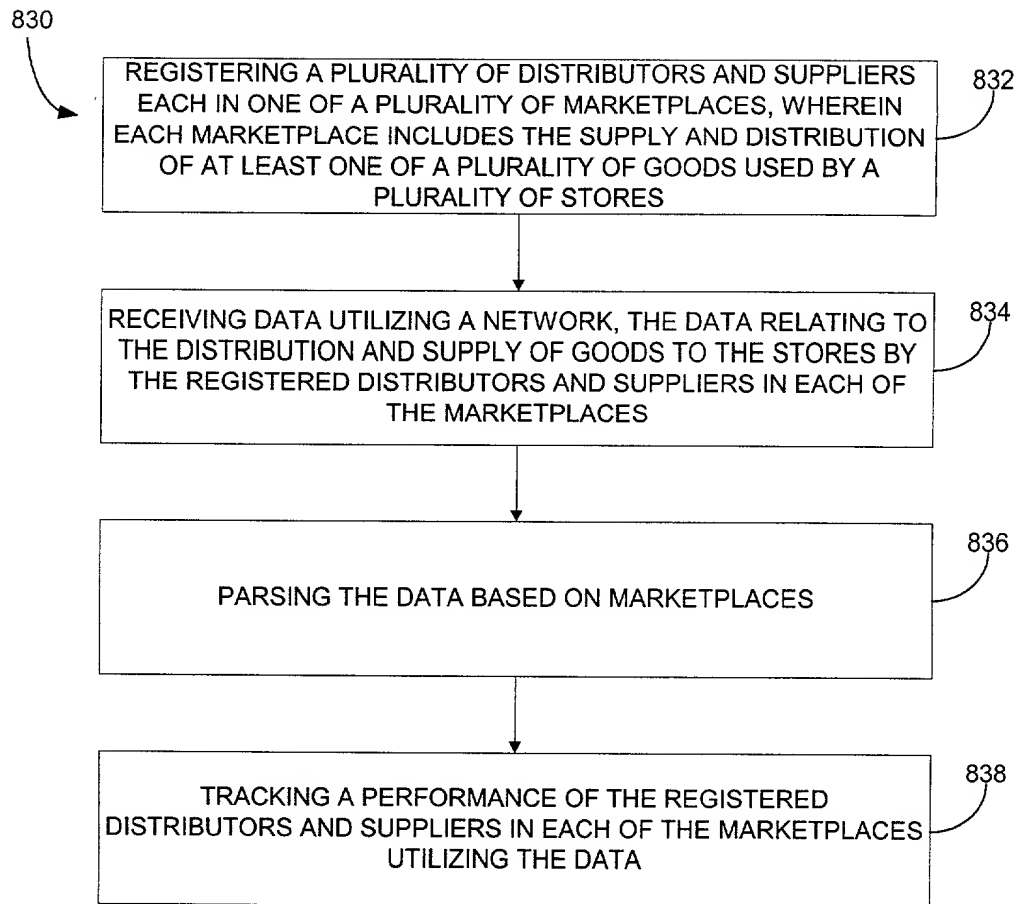 830
REGISTERING A PLURALITY OF DISTRIBUTORS AND SUPPLIERS
EACH IN ONE OF A PLURALITY OF MARKETPLACES, WHEREIN
EACH MARKETPLACE INCLUDES THE SUPPLY AND DISTRIBUTION
OF AT LEAST ONE OF A PLURALITY OF GOODS USED BY A
PLURALITY OF STORES
832
RECEIVING DATA UTILIZING A NETWORK, THE DATA RELATING TO
THE DISTRIBUTION AND SUPPLY OF GOODS TO THE STORES BY
THE REGISTERED DISTRIBUTORS AND SUPPLIERS IN EACH OF
THE MARKETPLACES
834
PARSING THE DATA BASED ON MARKETPLACES
836
TRACKING A PERFORMANCE OF THE REGISTERED
DISTRIBUTORS AND SUPPLIERS IN EACH OF THE MARKETPLACES
UTILIZING THE DATA
838